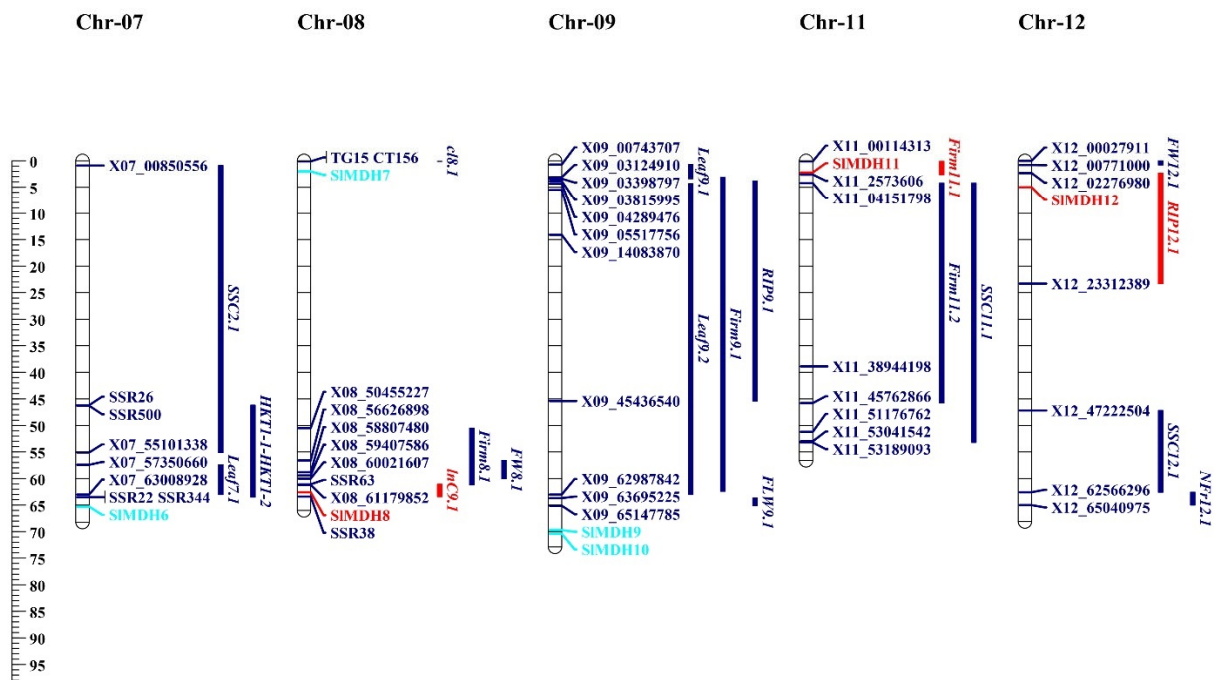 Chr-07
Chr-08
Chr-09
Chr-11
Chr-12
0
5
10
15
20
25
30
35
40
45
50
55
60
65
70
75
80
85
90
95
X07_00850556
SSR26
SSR500
X07_55101338
X07_57350660
X07_63008928
SSR22 SSR344
SlMDH6
SSC2.1
Leaf7.1
HKT1-1-HKT1-2
TG15 CT156
SlMDH7
X08_50455227
X08_56626898
X08_58807480
X08_59407586
X08_60021607
SSR63
X08_61179852
SlMDH8
SSR38
cf8.1
Firm8.1
lnC9.1
FW8.1
X09_00743707
X09_03124910
X09_03398797
X09_03815995
X09_04289476
X09_05517756
X09_14083870
X09_45436540
X09_62987842
X09_63695225
X09_65147785
SlMDH9
SlMDH10
Leaf9.1
Leaf9.2
Firm9.1
RIP9.1
FLW9.1
X11_00114313
SlMDH11
X11_2573606
X11_04151798
X11_38944198
X11_45762866
X11_51176762
X11_53041542
X11_53189093
Firm11.1
Firm11.2
SSC11.1
X12_00027911
X12_00771000
X12_02276980
SlMDH12
X12_23312389
X12_47222504
X12_62566296
X12_65040975
FW12.1
RIP12.1
SSC12.1
NFr12.1